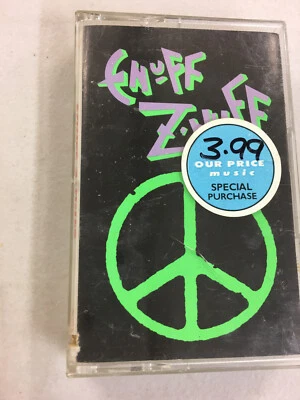 ENUFF
Z'NUFF
3.99
OUR PRICE
music
SPECIAL
PURCHASE